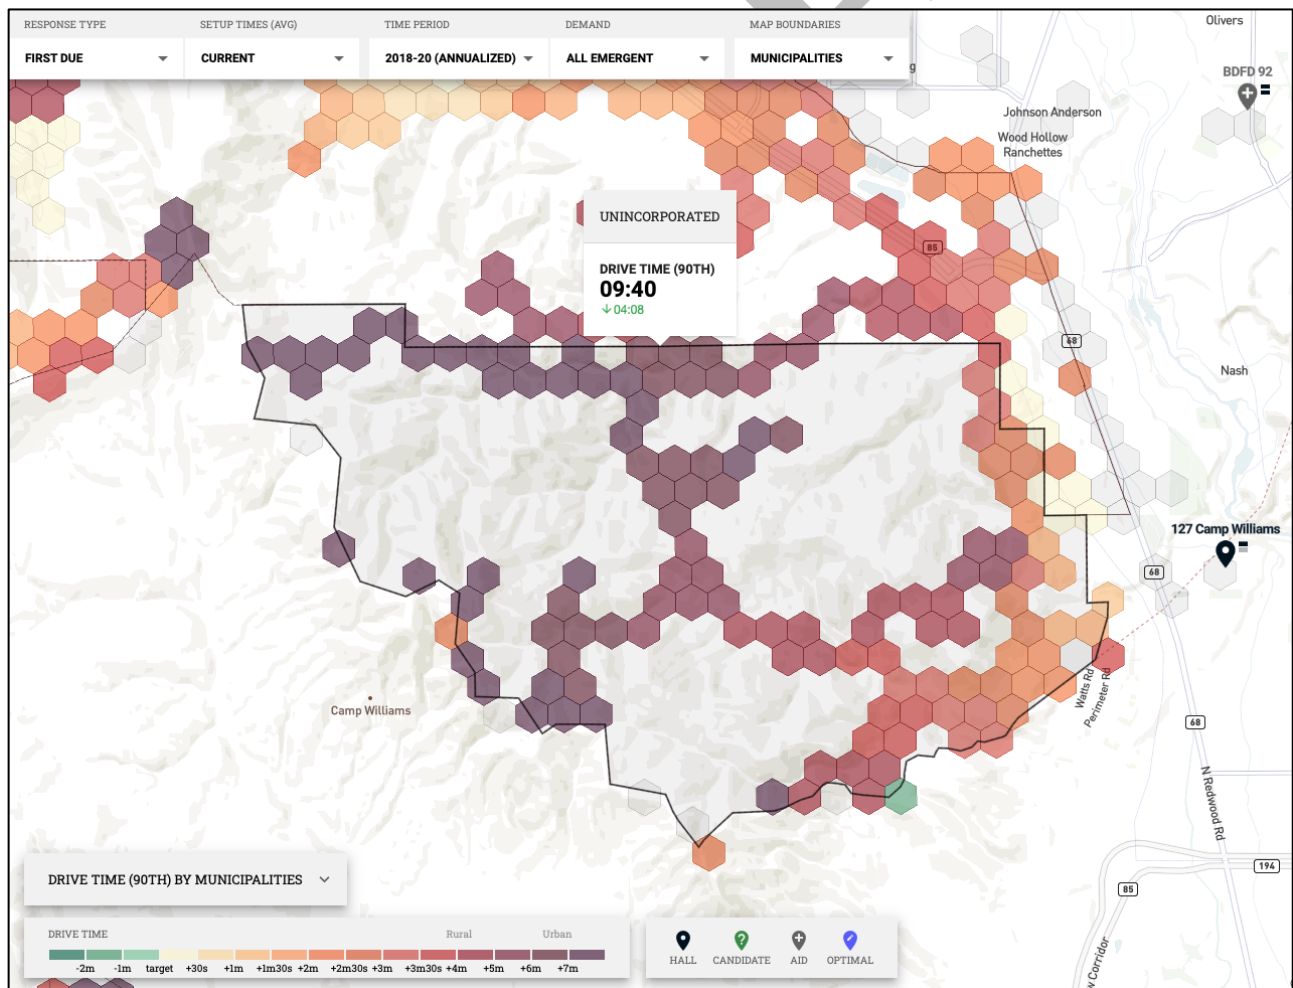 RESPONSE TYPE
FIRST DUE
SETUP TIMES (AVG)
CURRENT
TIME PERIOD
2018-20 (ANNUALIZED)
DEMAND
ALL EMERGENT
MAP BOUNDARIES
MUNICIPALITIES
g
Olivers
BDFD 92
Johnson Anderson
Wood Hollow
Ranchettes
UNINCORPORATED
DRIVE TIME (90TH)
09:40
↓04:08
85
68
Nash
127 Camp Williams
68
Camp Williams
Watts Rd
Perimeter Rd
68
N Redwood Rd
194
85
w Corridor
DRIVE TIME (90TH) BY MUNICIPALITIES
DRIVE TIME
Rural
Urban
-2m
-1m
target
+30s
+1m
+1m30s
+2m
+2m30s
+3m
+3m30s
+4m
+5m
+6m
+7m
HALL
CANDIDATE
AID
OPTIMAL